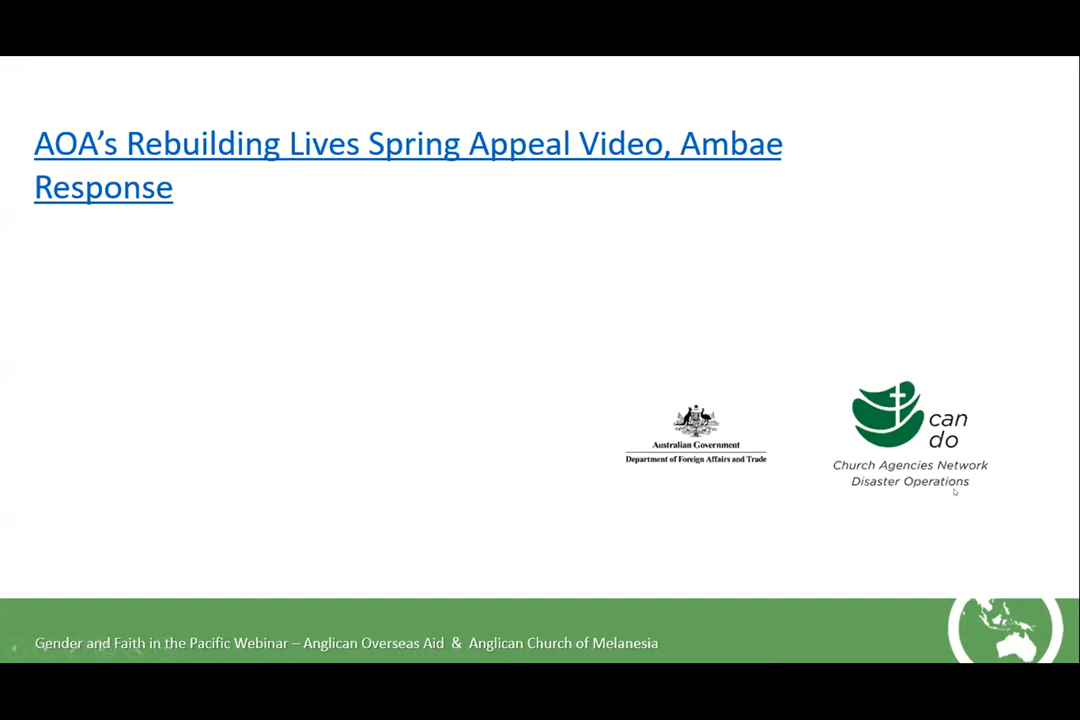 AOA’s Rebuilding Lives Spring Appeal Video, Ambae
Response
Australian Government
Department of Foreign Affairs and Trade
can
do
Church Agencies Network
Disaster Operations
Gender and Faith in the Pacific Webinar – Anglican Overseas Aid & Anglican Church of Melanesia